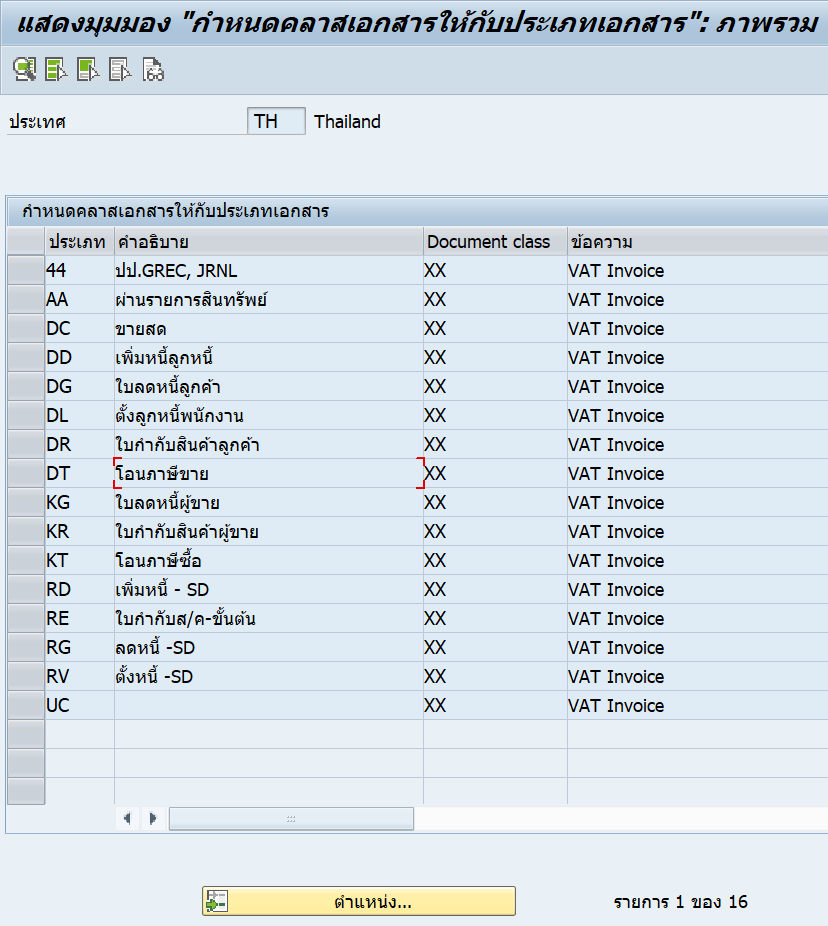 แสดงมุมมอง "กำหนดคลาสเอกสารให้กับประเภทเอกสาร": ภาพรวม
ประเทศ TH Thailand
กำหนดคลาสเอกสารให้กับประเภทเอกสาร
ประเภท คำอธิบาย Document class ข้อความ
44 ปป.GREC, JRNL XX VAT Invoice
AA ผ่านรายการสินทรัพย์ XX VAT Invoice
DC ขายสด XX VAT Invoice
DD เพิ่มหนี้ลูกหนี้ XX VAT Invoice
DG ใบลดหนี้ลูกค้า XX VAT Invoice
DL ตั้งลูกหนี้พนักงาน XX VAT Invoice
DR ใบกำกับสินค้าลูกค้า XX VAT Invoice
DT โอนภาษีขาย XX VAT Invoice
KG ใบลดหนี้ผู้ขาย XX VAT Invoice
KR ใบกำกับสินค้าผู้ขาย XX VAT Invoice
KT โอนภาษีซื้อ XX VAT Invoice
RD เพิ่มหนี้ - SD XX VAT Invoice
RE ใบกำกับส/ค-ขั้นต้น XX VAT Invoice
RG ลดหนี้ -SD XX VAT Invoice
RV ตั้งหนี้ -SD XX VAT Invoice
UC XX VAT Invoice
ตำแหน่ง... รายการ 1 ของ 16